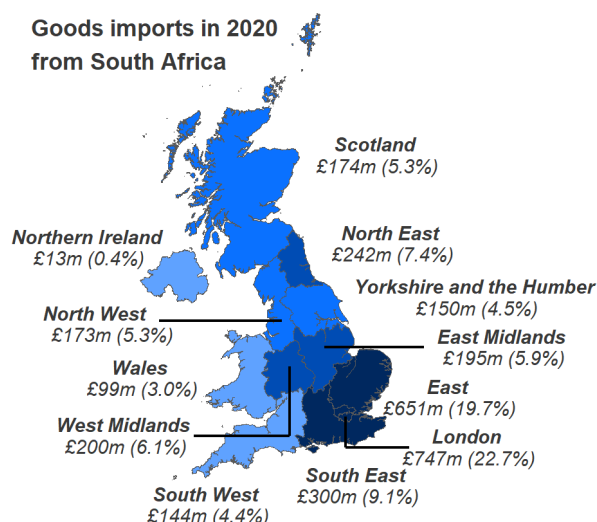 Goods imports in 2020
from South Africa
Scotland
£174m (5.3%)
Northern Ireland
£13m (0.4%)
North East
£242m (7.4%)
Yorkshire and the Humber
£150m (4.5%)
North West
£173m (5.3%)
East Midlands
£195m (5.9%)
Wales
£99m (3.0%)
East
£651m (19.7%)
West Midlands
£200m (6.1%)
London
£747m (22.7%)
South East
£300m (9.1%)
South West
£144m (4.4%)